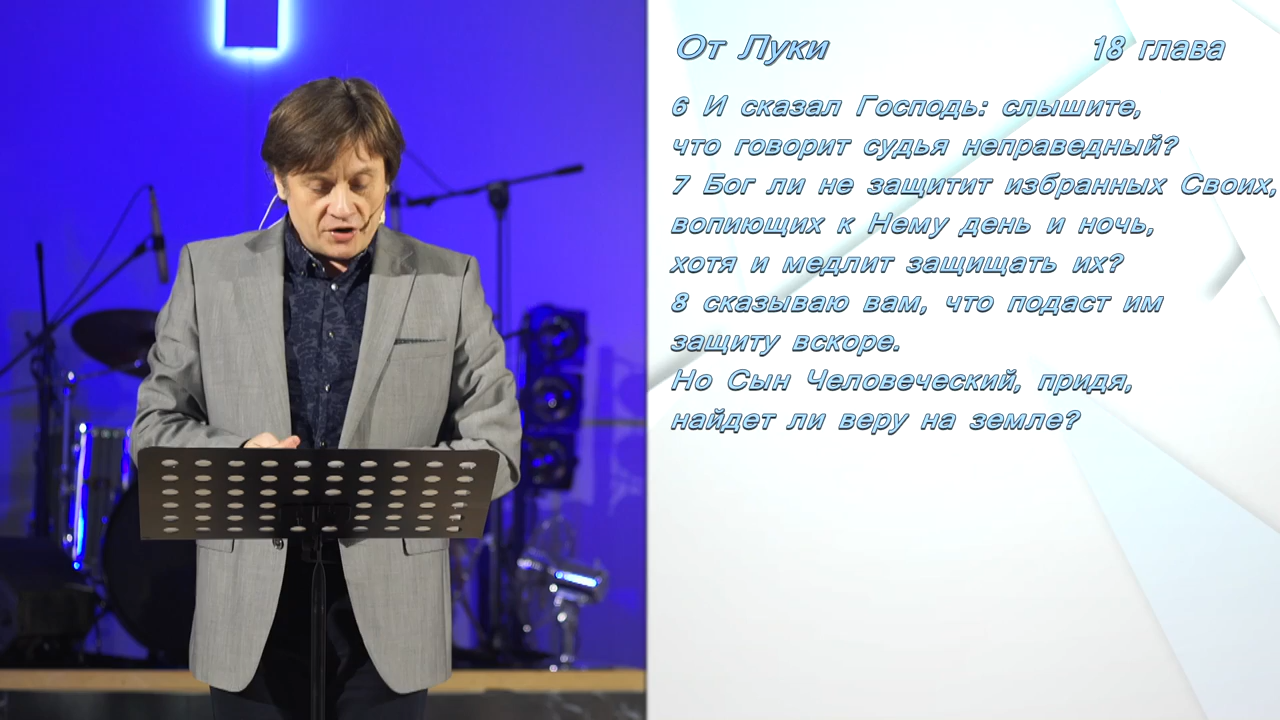 От Луки 18 глава
6 И сказал Господь: слышите,
что говорит судья неправедный?
7 Бог ли не защитит избранных Своих,
вопиющих к Нему день и ночь,
хотя и медлит защищать их?
8 сказываю вам, что подаст им
защиту вскоре.
Но Сын Человеческий, придя,
найдет ли веру на земле?